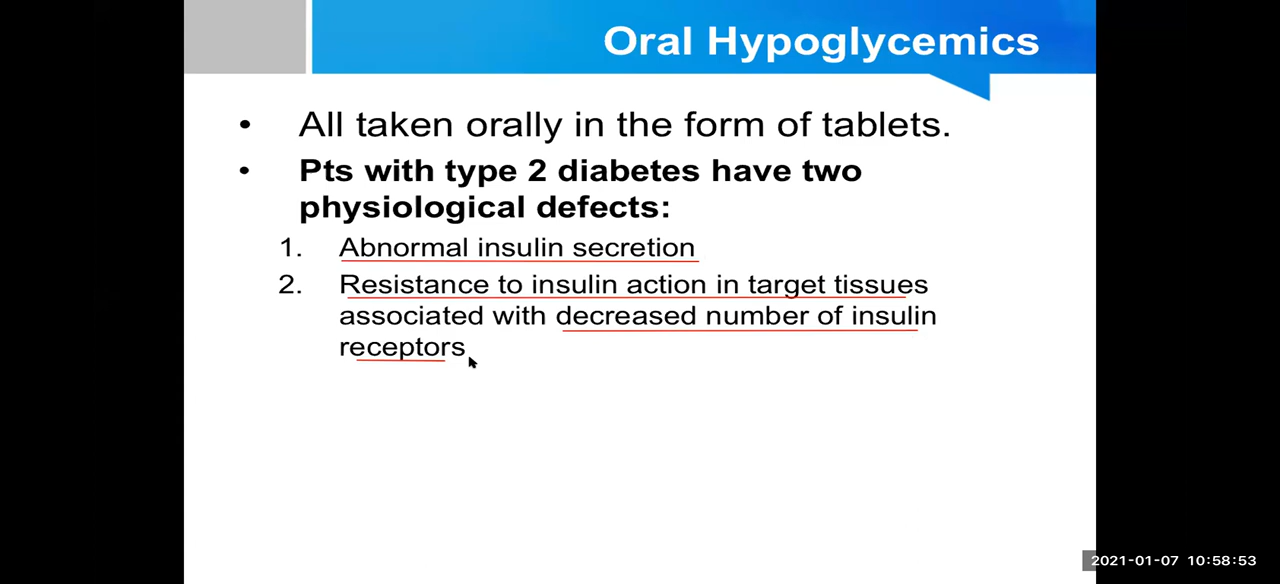 Oral Hypoglycemics
• All taken orally in the form of tablets.
• Pts with type 2 diabetes have two
physiological defects:
1. Abnormal insulin secretion
2. Resistance to insulin action in target tissues
associated with decreased number of insulin
receptors
2021-01-07 10:58:53